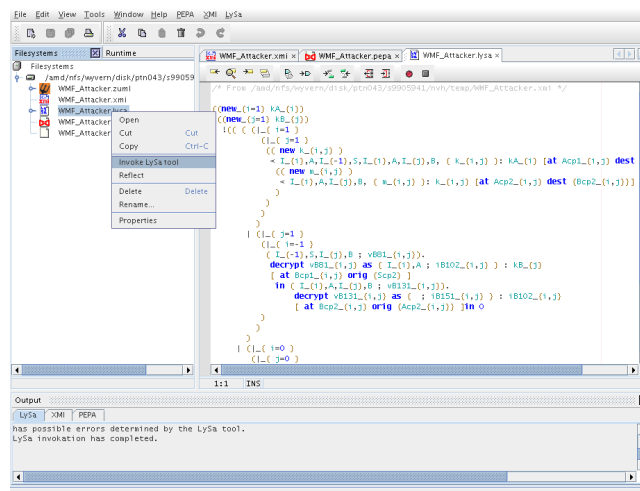 File Edit View Tools Window Help PEPA XMI LySa
Filesystems Runtime
Filesystems
/amd/nfs/wyvern/disk/ptn043/s99059
WMF_Attacker.zuml
WMF_Attacker.xmi
WMF_Attacker.lysa
WMF_
WMF_
Open
Cut Cut
Copy Ctrl-C
Invoke LySa tool
Reflect
Delete Delete
Rename...
Properties
WMF_Attacker.xmi x WMF_Attacker.pepa x WMF_Attacker.lysa x
/* From /amd/nfs/wyvern/disk/ptn043/s9905941/nvh/temp/WMF_Attacker.xmi */
((new_{i=1} kA_{i})
((new_{j=1} kB_{j})
!(( ( (|_{ i=1 }
(|_{ j=1 }
(( new k_{i,j} )
< I_{i},A,I_{-1},S,I_{i},A,I_{j},B, { k_{i,j} }: kA_{i} [at Acp1_{i,j} dest
(( new m_{i,j} )
< I_{i},A,I_{j},B, { m_{i,j} }: k_{i,j} [at Acp2_{i,j} dest {Bcp2_{i,j}}]
)
)
)
)
| (|_{ j=1 }
(|_{ i=-1 }
( I_{-1},S,I_{j},B ; vB81_{i,j}).
decrypt vB81_{i,j} as { I_{i},A ; iB102_{i,j} } : kB_{j}
[ at Bcp1_{i,j} orig {Scp2} ]
in ( I_{i},A,I_{j},B ; vB131_{i,j}).
decrypt vB131_{i,j} as { ; iB151_{i,j} } : iB102_{i,j}
[ at Bcp2_{i,j} orig {Acp2_{i,j}} ]in 0
)
)
)
| (|_{ i=0 }
(|_{ j=0 }
1:1 INS
Output
LySa XMI PEPA
has possible errors determined by the LySa tool.
LySa invokation has completed.